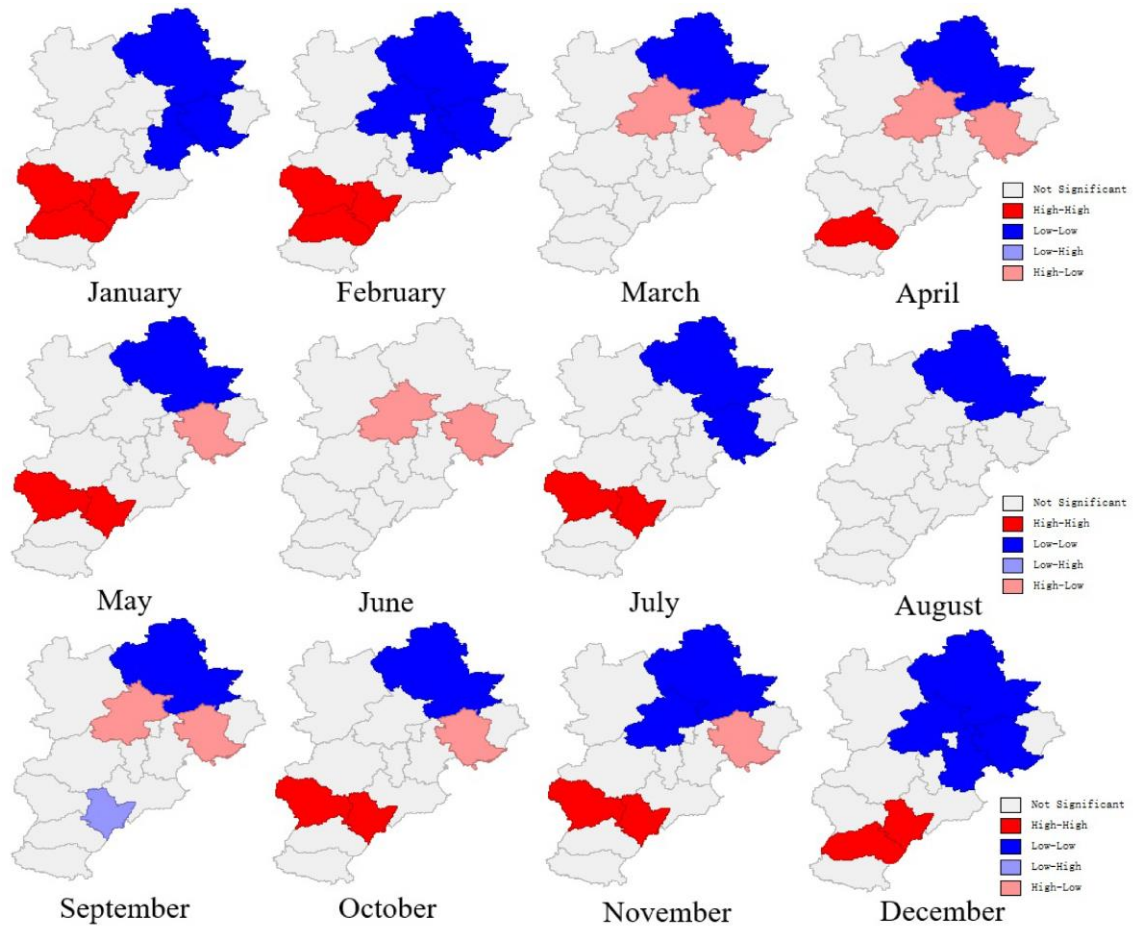 Not Significant
High-High
Low-Low
Low-High
High-Low
January
February
March
April
Not Significant
High-High
Low-Low
Low-High
High-Low
May
June
July
August
Not Significant
High-High
Low-Low
Low-High
High-Low
September
October
November
December